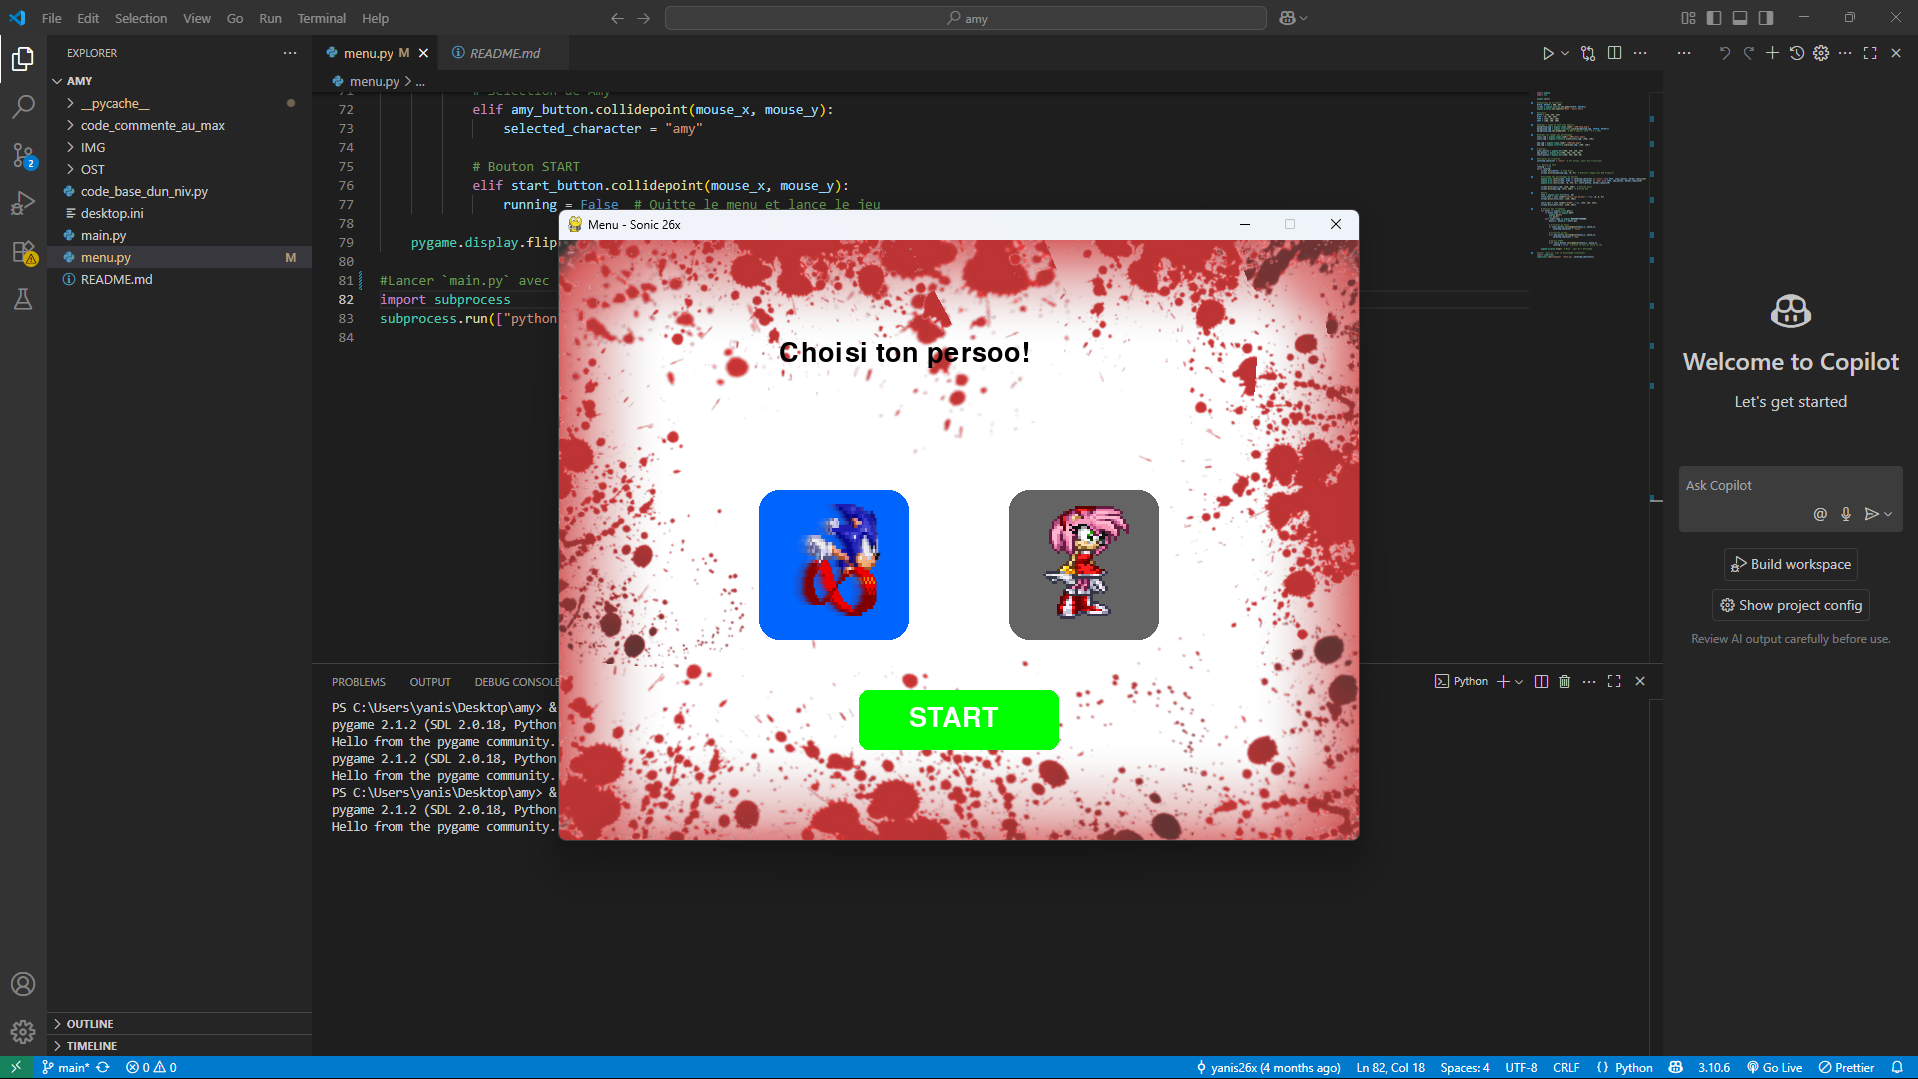 File Edit Selection View Go Run Terminal Help
amy
EXPLORER
AMY
__pycache__
code_commente_au_max
IMG
OST
code_base_dun_niv.py
desktop.ini
main.py
menu.py M
README.md
OUTLINE
TIMELINE
2
menu.py M
README.md
menu.py > ...
71 # Sélection de Amy
72 elif amy_button.collidepoint(mouse_x, mouse_y):
73 selected_character = "amy"
74
75 # Bouton START
76 elif start_button.collidepoint(mouse_x, mouse_y):
77 running = False # Quitte le menu et lance le jeu
78
79 pygame.display.flip
80
81 #Lancer `main.py` avec
82 import subprocess
83 subprocess.run(["python
84
Menu - Sonic 26x
Choisi ton persoo!
START
PROBLEMS OUTPUT DEBUG CONSOLE
Python
PS C:\Users\yanis\Desktop\amy> &
pygame 2.1.2 (SDL 2.0.18, Python
Hello from the pygame community.
pygame 2.1.2 (SDL 2.0.18, Python
Hello from the pygame community.
PS C:\Users\yanis\Desktop\amy> &
pygame 2.1.2 (SDL 2.0.18, Python
Hello from the pygame community.
Welcome to Copilot
Let's get started
Ask Copilot
Build workspace
Show project config
Review AI output carefully before use.
main* 0 0
yanis26x (4 months ago) Ln 82, Col 18 Spaces: 4 UTF-8 CRLF {} Python 3.10.6 Go Live Prettier